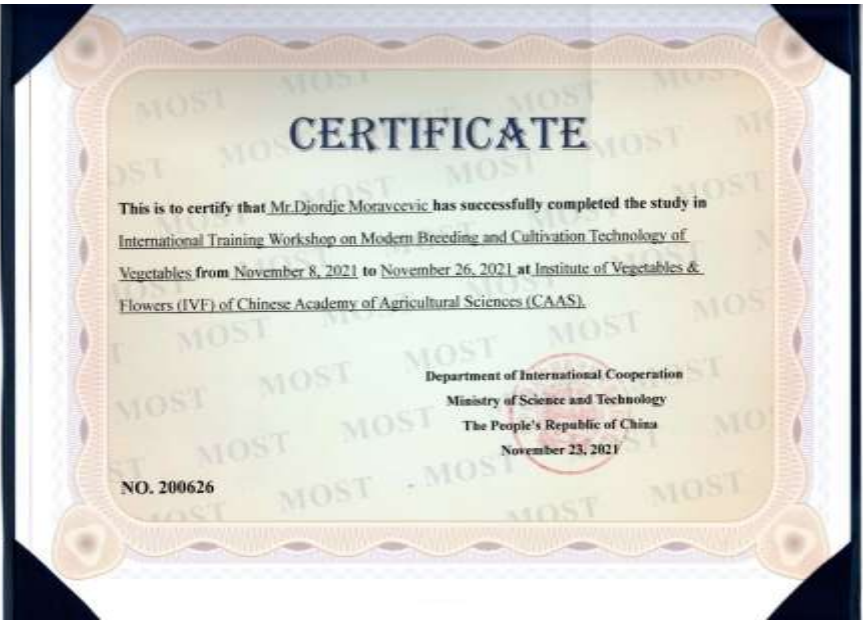 CERTIFICATE
This is to certify that Mr.Djordje Moravcevic has successfully completed the study in
International Training Workshop on Modern Breeding and Cultivation Technology of
Vegetables from November 8, 2021 to November 26, 2021 at Institute of Vegetables &
Flowers (IVF) of Chinese Academy of Agricultural Sciences (CAAS).
Department of International Cooperation
Ministry of Science and Technology
The People's Republic of China
November 23, 2021
NO. 200626
MOST